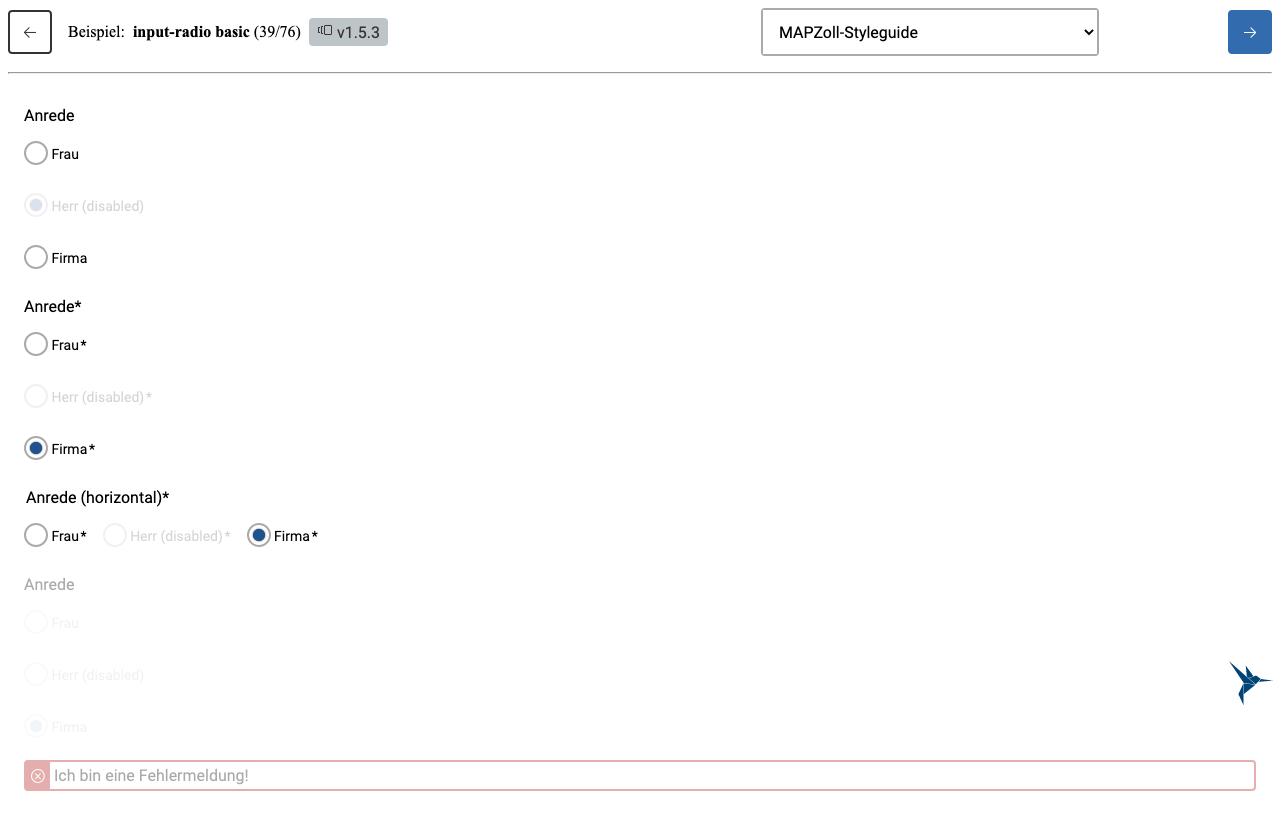 Beispiel: input-radio basic (39/76) v1.5.3 MAPZoll-Styleguide
Anrede
Frau
Herr (disabled)
Firma
Anrede*
Frau*
Herr (disabled)*
Firma*
Anrede (horizontal)*
Frau* Herr (disabled)* Firma*
Anrede
Frau
Herr (disabled)
Firma
Ich bin eine Fehlermeldung!